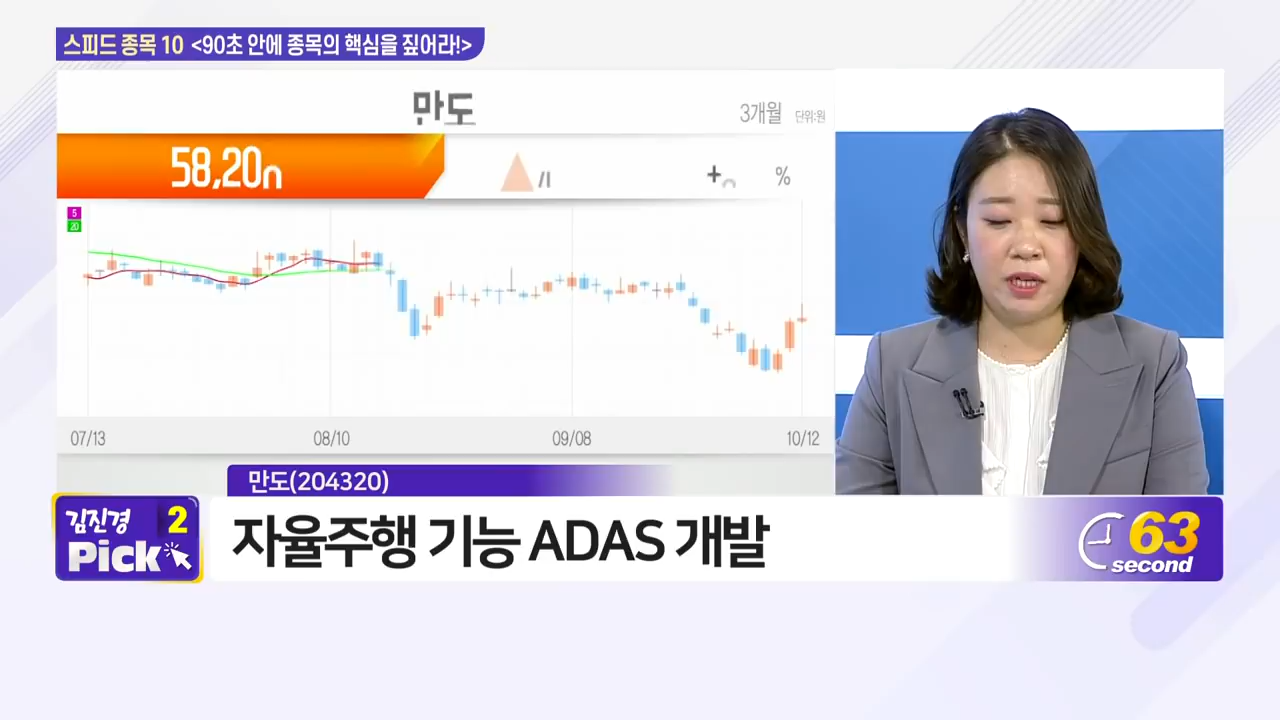 스피드 종목 10 <90초 안에 종목의 핵심을 짚어라!>
만도
3개월 단위:원
+ %
5
20
07/13 08/10 09/08 10/12
만도(204320)
김진경 2
Pick
자율주행 기능 ADAS 개발
63
second